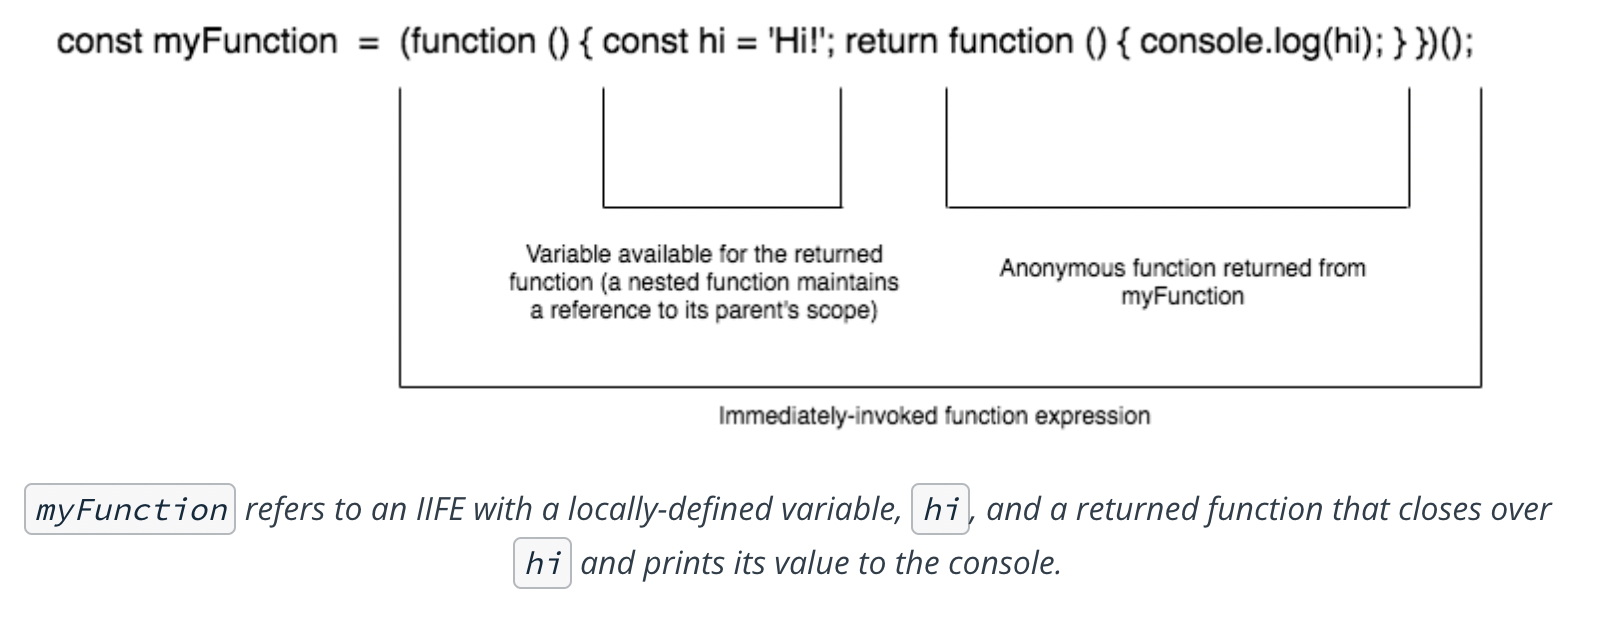 const myFunction = (function () { const hi = 'Hi!'; return function () { console.log(hi); } })();
Variable available for the returned
function (a nested function maintains
a reference to its parent's scope)
Anonymous function returned from
myFunction
Immediately-invoked function expression
myFunction refers to an IIFE with a locally-defined variable, hi, and a returned function that closes over
hi and prints its value to the console.